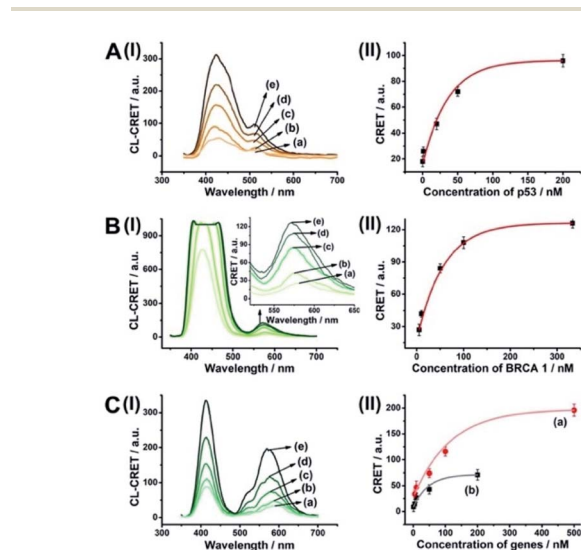 A (I)
300
200
100
0
CL-CRET / a.u.
(e)
(d)
(c)
(b)
(a)
400 500 600 700
Wavelength / nm
(II)
100
80
60
40
20
CRET / a.u.
0 50 100 150 200
Concentration of p53 / nM
B (I)
900
600
300
0
CL-CRET / a.u.
300 400 500 600 700
Wavelength / nm
120
90
60
30
0
CRET / a.u.
(e)
(d)
(c)
(b)
(a)
550 600 650
Wavelength / nm
(II)
120
90
60
30
CRET / a.u.
0 100 200 300
Concentration of BRCA 1 / nM
C (I)
300
200
100
0
CL-CRET / a.u.
(e)
(d)
(c)
(b)
(a)
300 400 500 600 700
Wavelength / nm
(II)
200
150
100
50
0
CRET / a.u.
(a)
(b)
0 100 200 300 400 500
Concentration of genes / nM